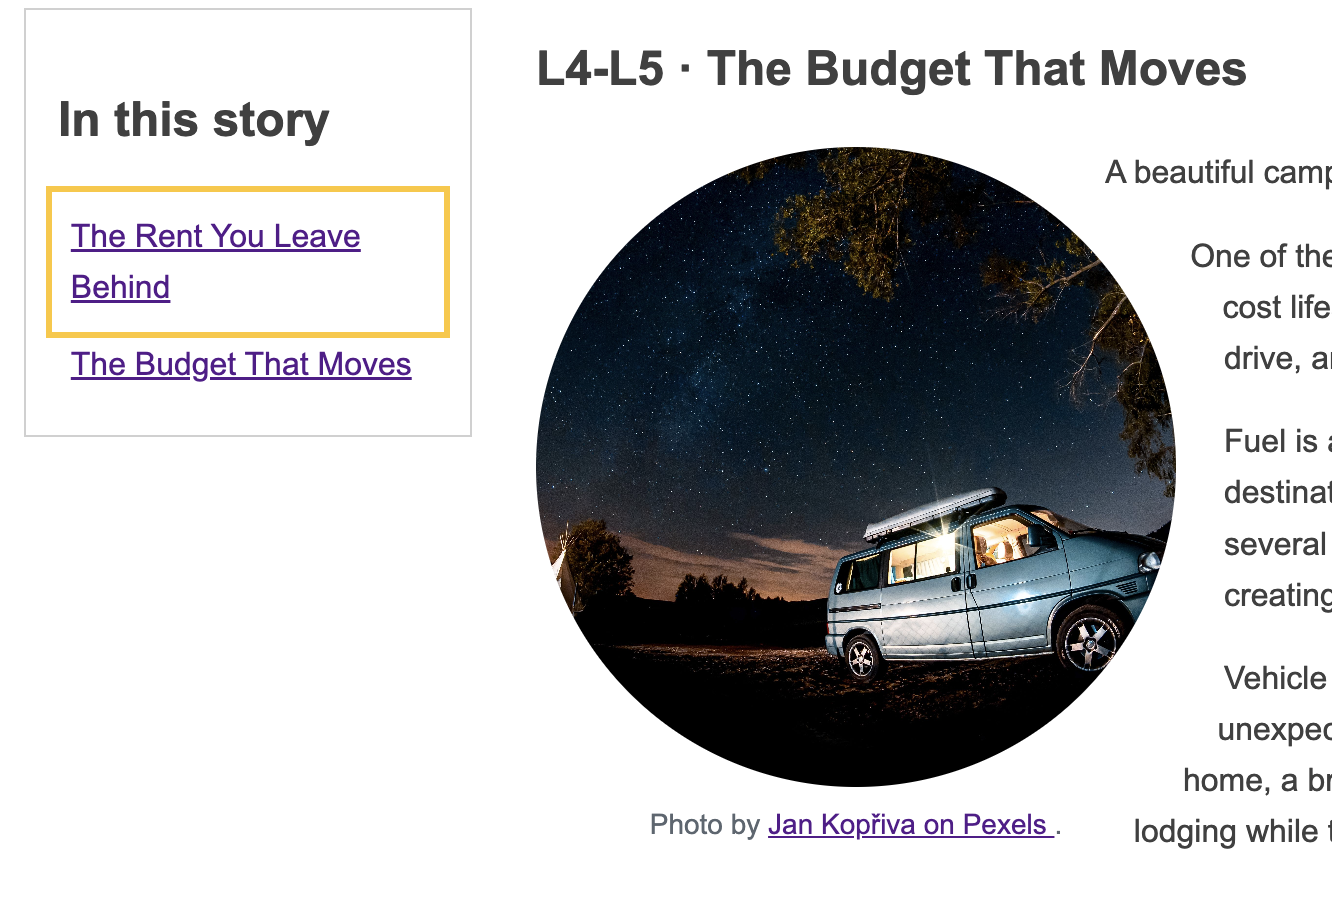 In this story
The Rent You Leave
Behind
The Budget That Moves
L4-L5 · The Budget That Moves
A beautiful camp
One of the
cost life
drive, a
Fuel is a
destinat
several
creating
Vehicle
unexpec
home, a br
lodging while t
Photo by Jan Kopřiva on Pexels .